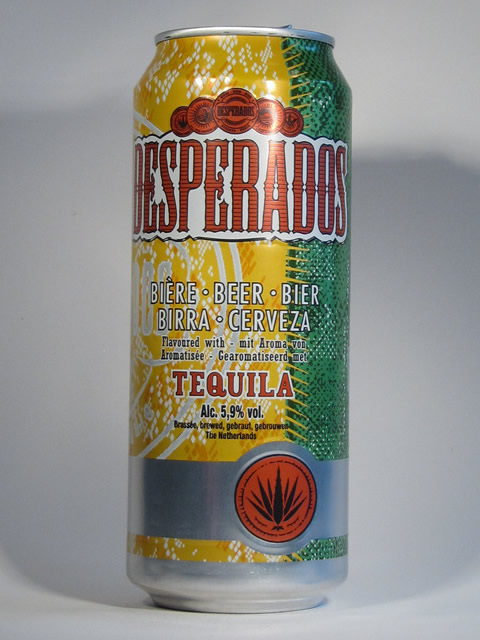 DESPERADOS
DESPERADOS
BIÈRE · BEER · BIER
BIRRA · CERVEZA
Flavoured with - mit Aroma von
Aromatisée - Gearomatiseerd met
TEQUILA
Alc. 5,9% vol.
Brassée, brewed, gebraut, gebrouwen
The Netherlands